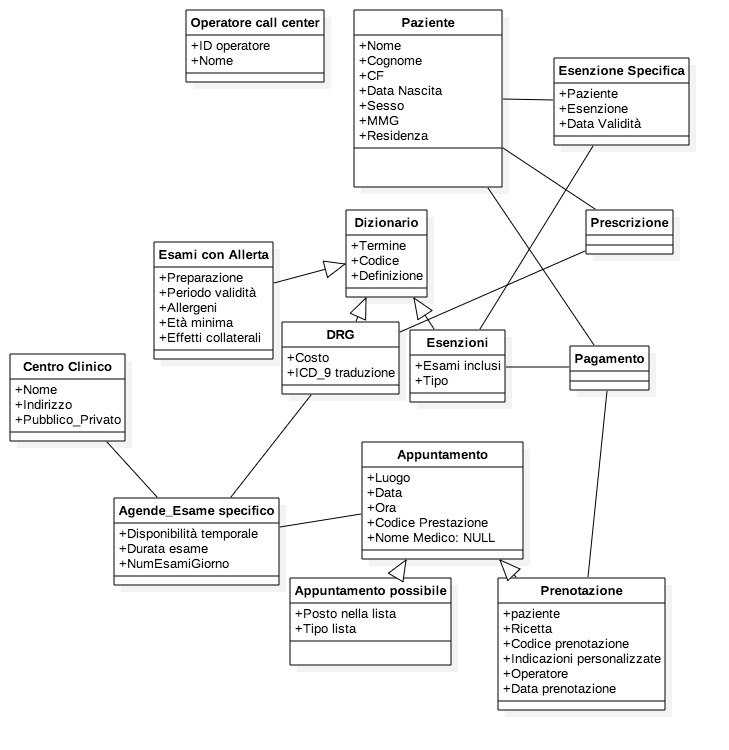 Operatore call center
+ID operatore
+Nome
Paziente
+Nome
+Cognome
+CF
+Data Nascita
+Sesso
+MMG
+Residenza
Esenzione Specifica
+Paziente
+Esenzione
+Data Validità
Dizionario
+Termine
+Codice
+Definizione
Prescrizione
Esami con Allerta
+Preparazione
+Periodo validità
+Allergeni
+Età minima
+Effetti collaterali
DRG
+Costo
+ICD_9 traduzione
Esenzioni
+Esami inclusi
+Tipo
Pagamento
Centro Clinico
+Nome
+Indirizzo
+Pubblico_Privato
Appuntamento
+Luogo
+Data
+Ora
+Codice Prestazione
+Nome Medico: NULL
Agende_Esame specifico
+Disponibilità temporale
+Durata esame
+NumEsamiGiorno
Appuntamento possibile
+Posto nella lista
+Tipo lista
Prenotazione
+paziente
+Ricetta
+Codice prenotazione
+Indicazioni personalizzate
+Operatore
+Data prenotazione